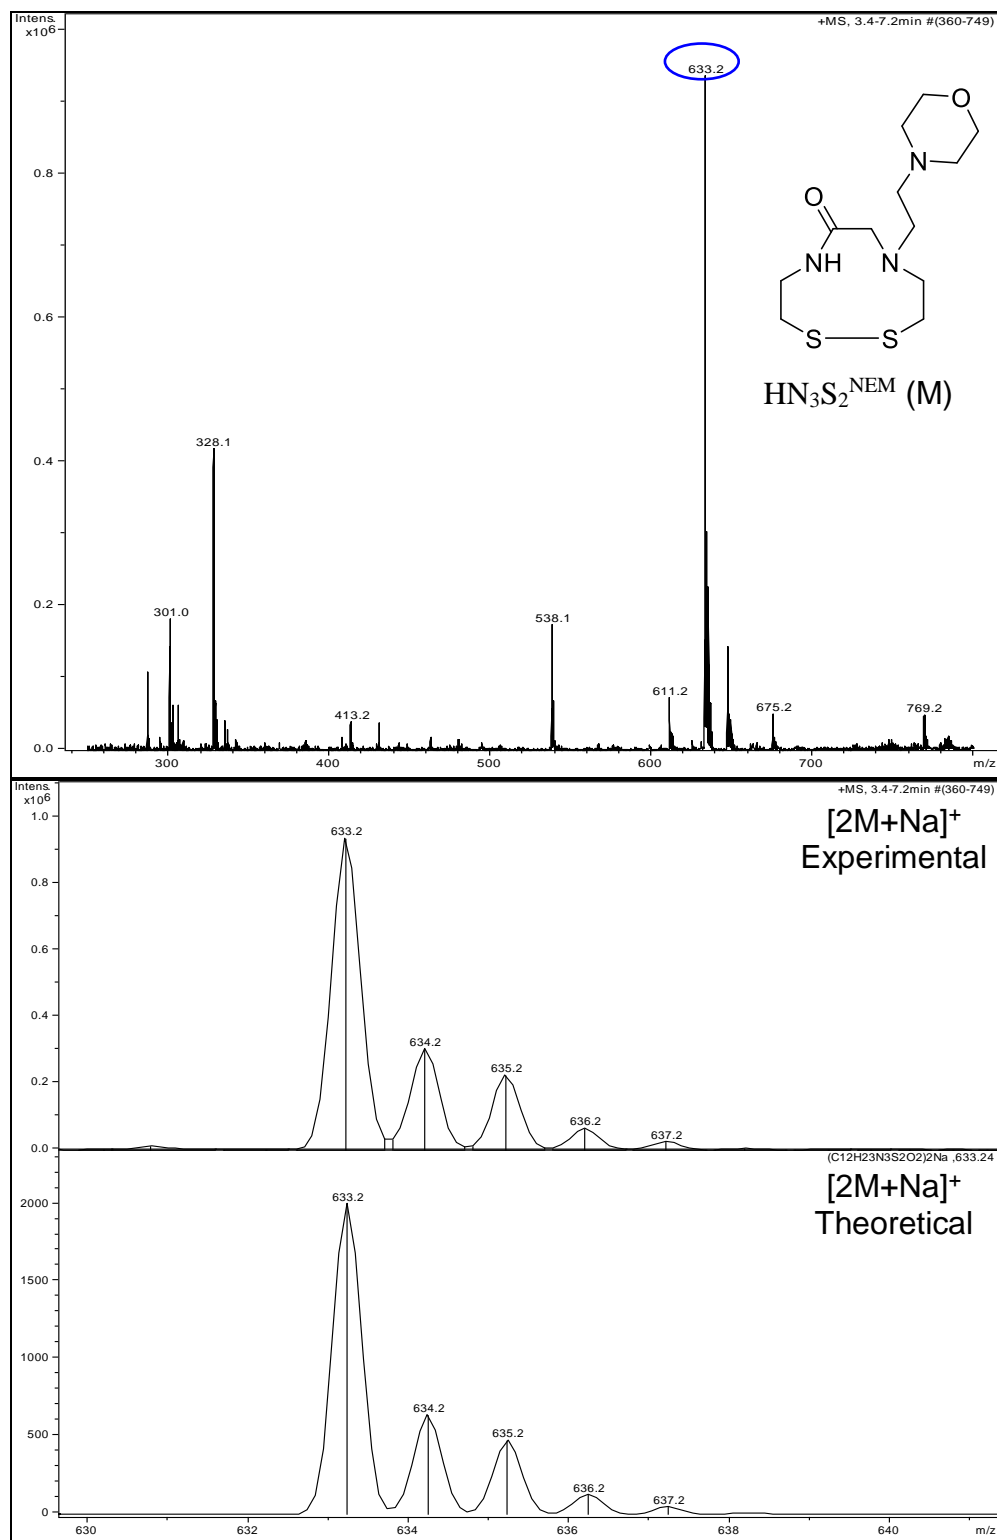 Intens.
x10⁶
+MS, 3.4-7.2min #(360-749)
633.2
0.8
0.6
0.4
0.2
0.0
328.1
301.0
413.2
538.1
611.2
675.2
769.2
300
400
500
600
700
m/z
O
N
O
NH
N
S
S
HN₃S₂ᴺᴱᴹ (M)
Intens.
x10⁶
+MS, 3.4-7.2min #(360-749)
[2M+Na]⁺
Experimental
1.0
0.8
0.6
0.4
0.2
0.0
633.2
634.2
635.2
636.2
637.2
(C12H23N3S2O2)2Na ,633.24
[2M+Na]⁺
Theoretical
2000
1500
1000
500
0
633.2
634.2
635.2
636.2
637.2
630
632
634
636
638
640
m/z